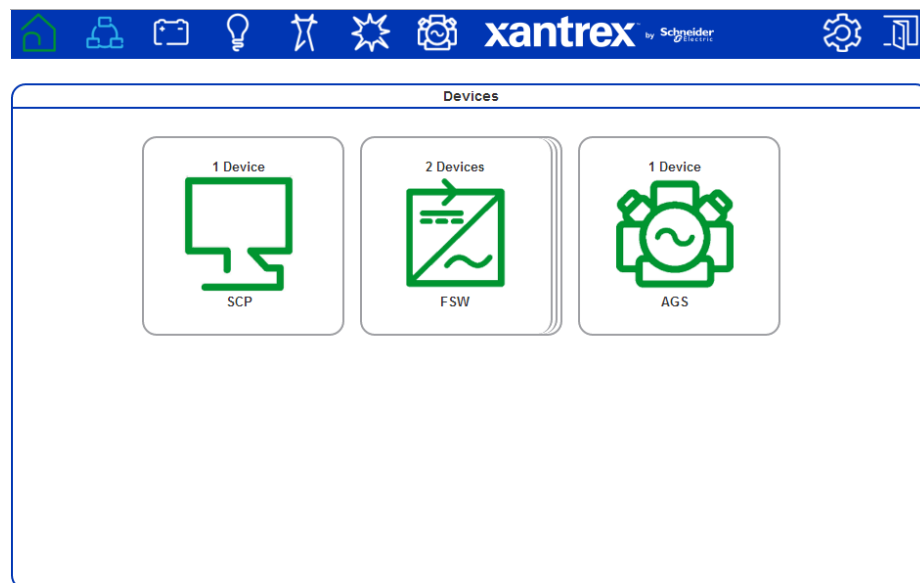 xantrex by Schneider Electric
Devices
1 Device
2 Devices
1 Device
SCP
FSW
AGS